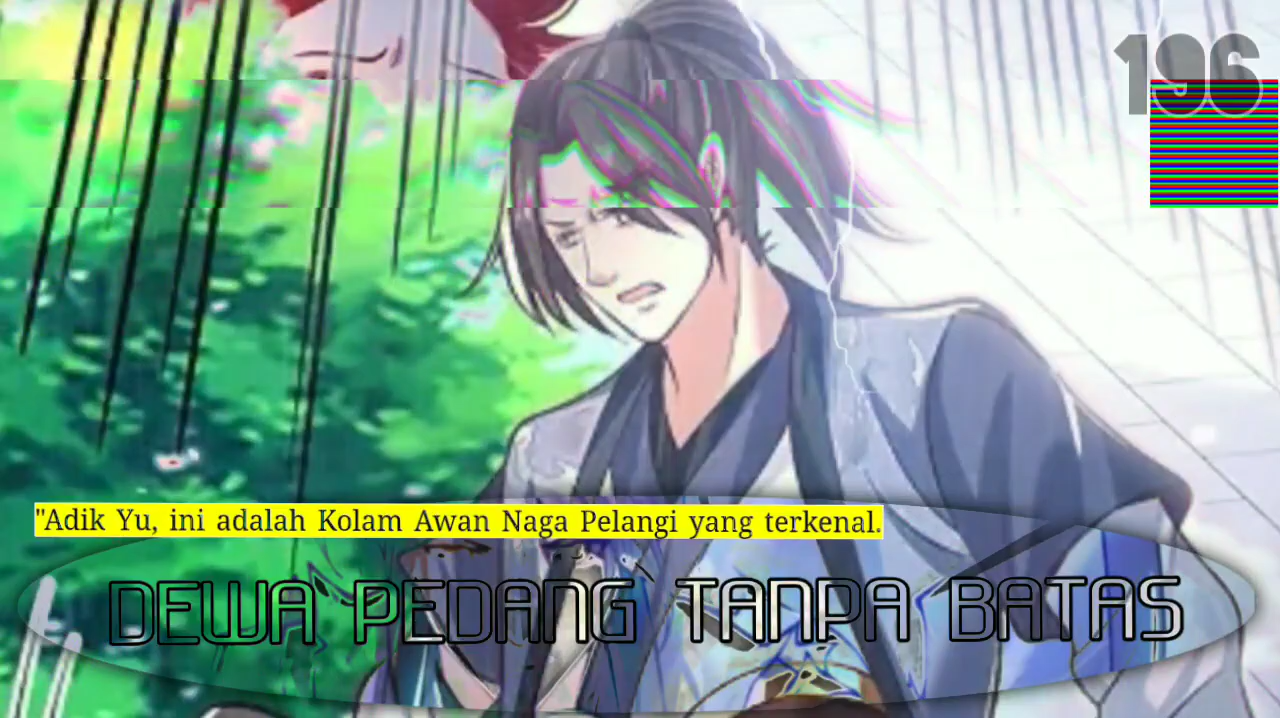 196
"Adik Yu, ini adalah Kolam Awan Naga Pelangi yang terkenal.
DEWA PEDANG TANPA BATAS